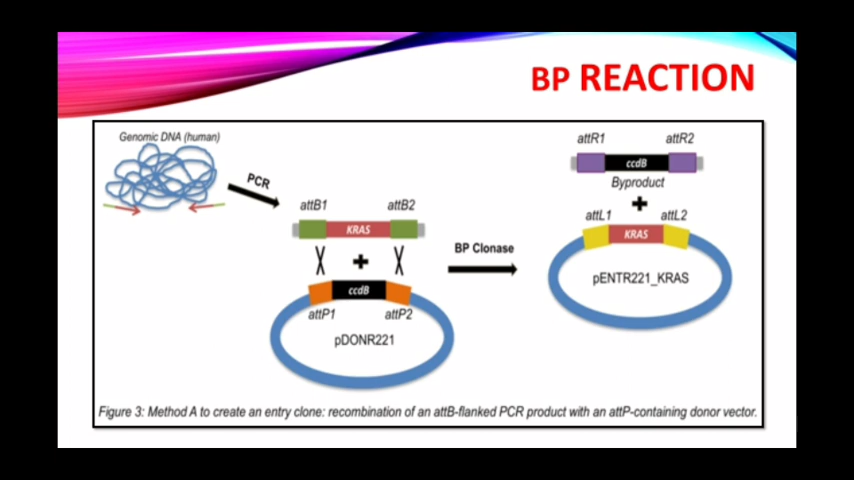 BP REACTION
Genomic DNA (human)
PCR
attB1
attB2
KRAS
ccdB
attP1
attP2
pDONR221
BP Clonase
attR1
attR2
ccdB
Byproduct
attL1
attL2
KRAS
pENTR221_KRAS
Figure 3: Method A to create an entry clone: recombination of an attB-flanked PCR product with an attP-containing donor vector.